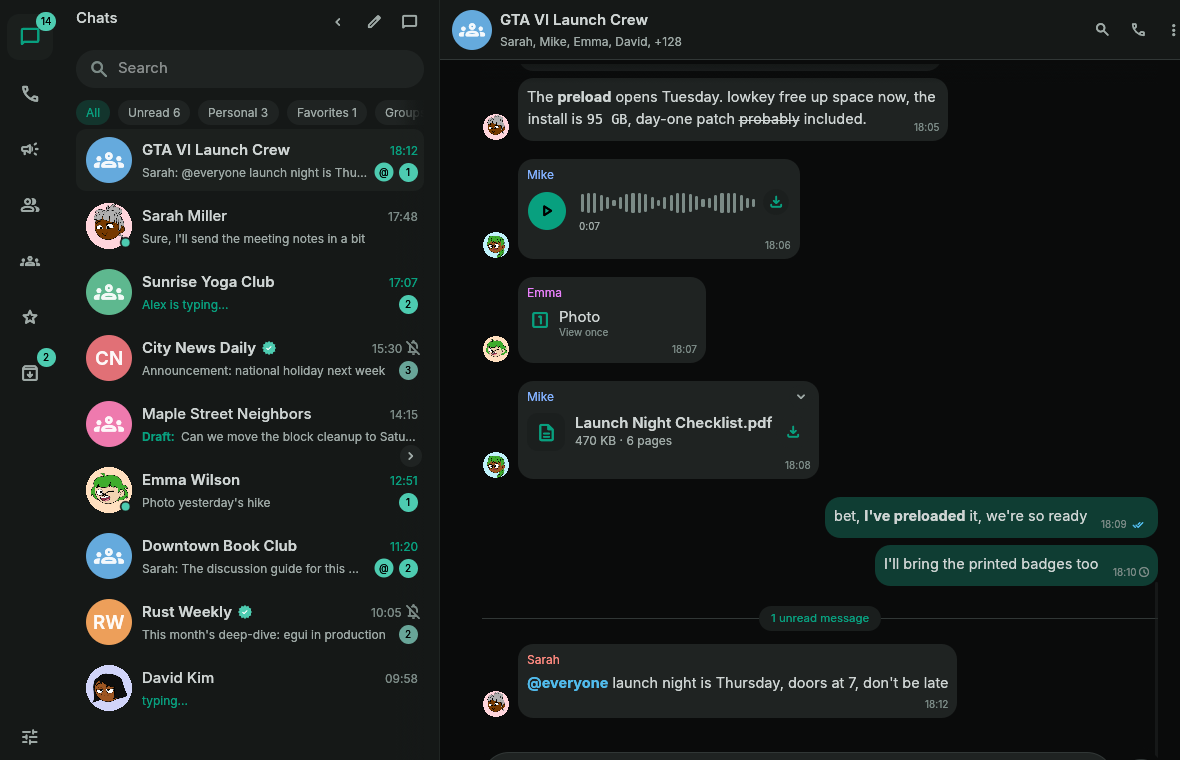 14
Chats
Search
All
Unread 6
Personal 3
Favorites 1
Group
GTA VI Launch Crew
18:12
Sarah: @everyone launch night is Thu...
@
1
Sarah Miller
17:48
Sure, I'll send the meeting notes in a bit
Sunrise Yoga Club
17:07
Alex is typing...
2
CN
City News Daily
15:30
Announcement: national holiday next week
3
2
Maple Street Neighbors
14:15
Draft: Can we move the block cleanup to Satu...
Emma Wilson
12:51
Photo yesterday's hike
1
Downtown Book Club
11:20
Sarah: The discussion guide for this ...
@
2
RW
Rust Weekly
10:05
This month's deep-dive: egui in production
2
David Kim
09:58
typing...
GTA VI Launch Crew
Sarah, Mike, Emma, David, +128
The preload opens Tuesday. lowkey free up space now, the
install is 95 GB, day-one patch probably included.
18:05
Mike
0:07
18:06
Emma
1
Photo
View once
18:07
Mike
Launch Night Checklist.pdf
470 KB · 6 pages
18:08
bet, I've preloaded it, we're so ready
18:09
I'll bring the printed badges too
18:10
1 unread message
Sarah
@everyone launch night is Thursday, doors at 7, don't be late
18:12